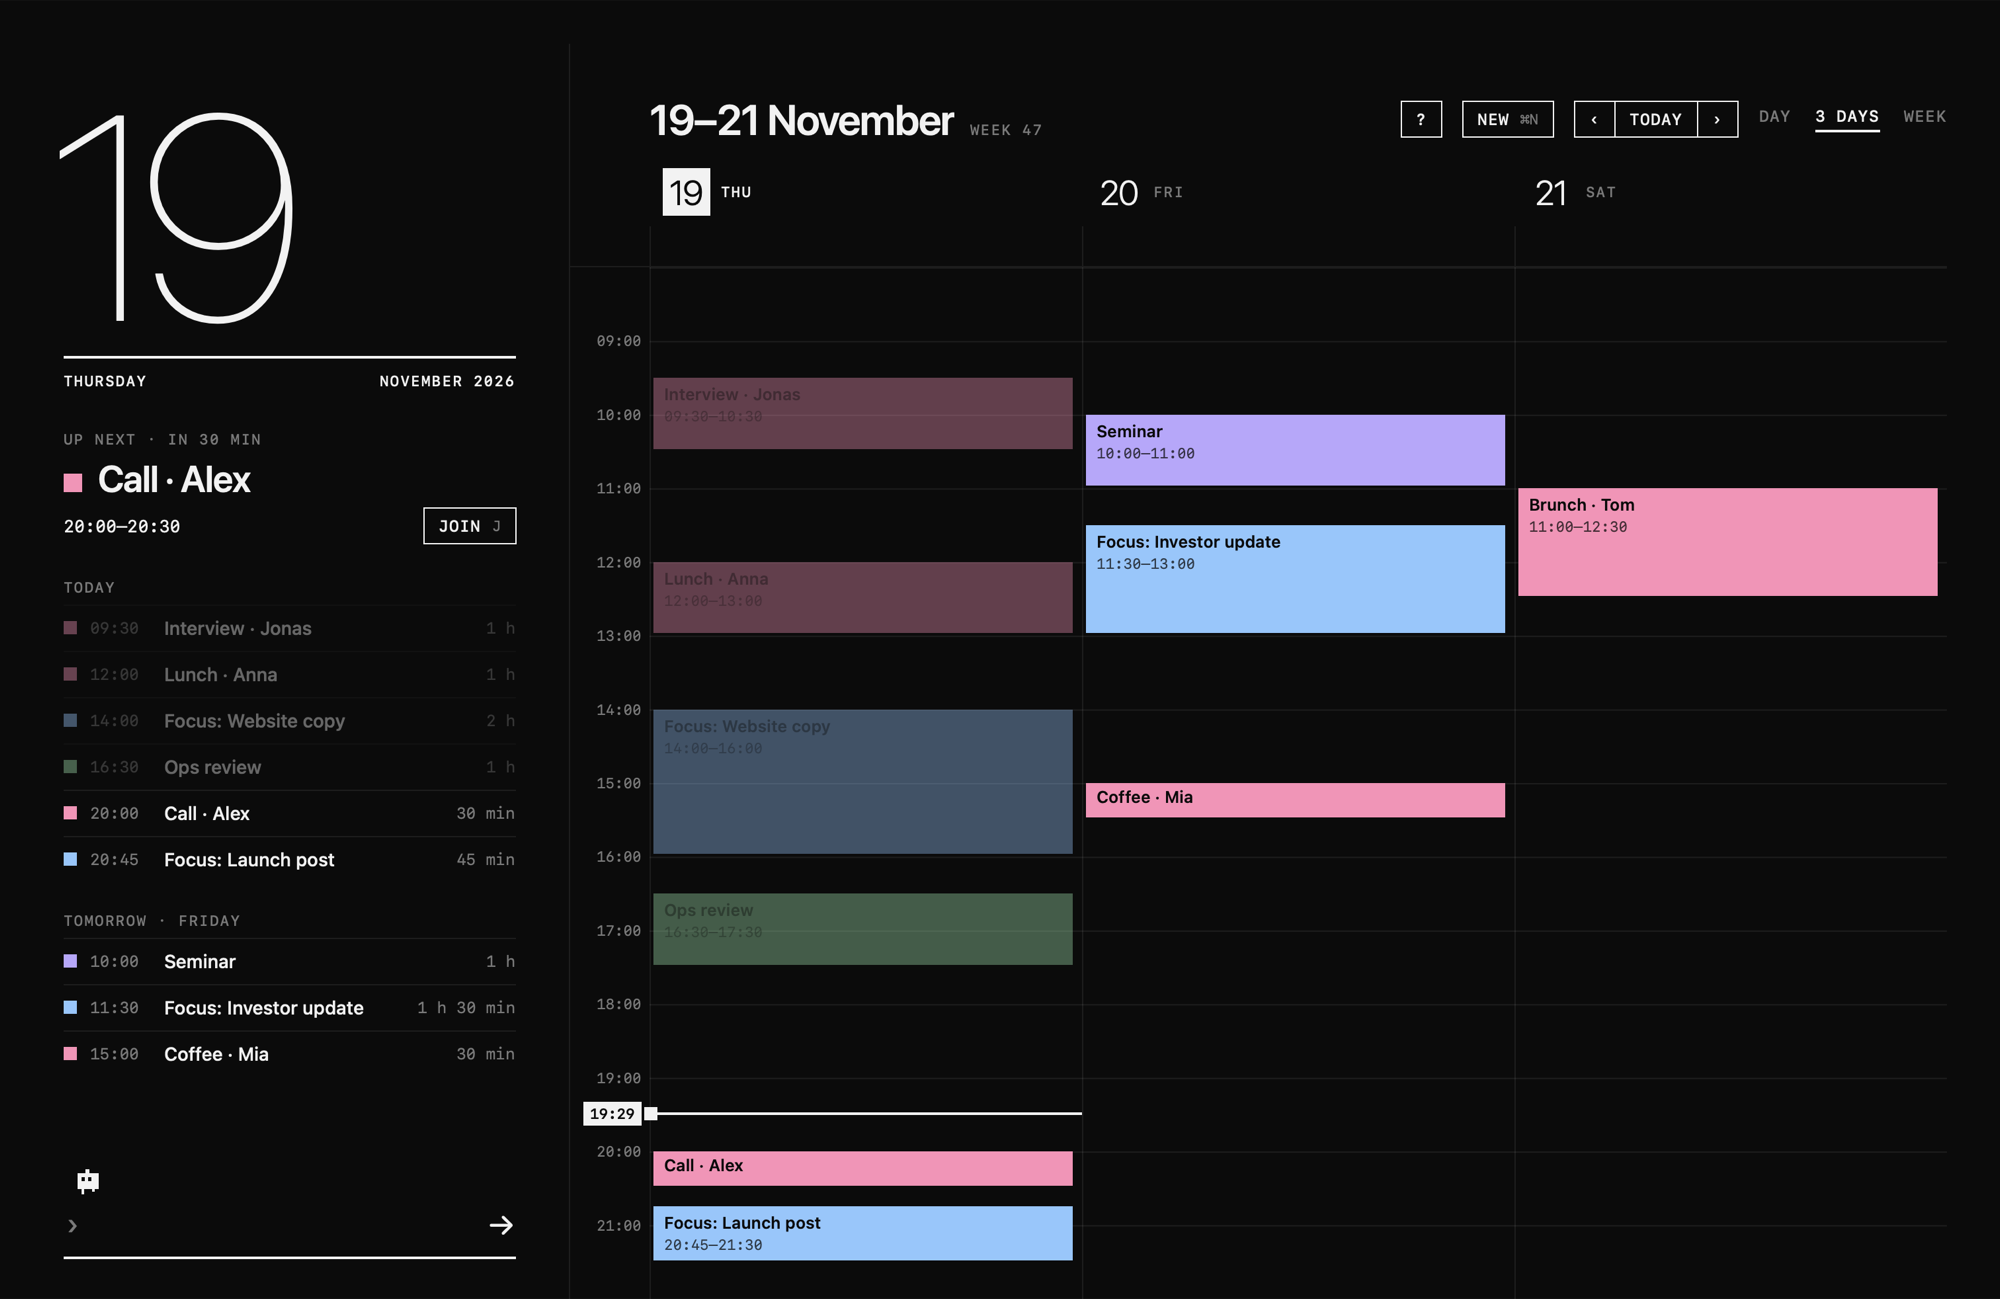 19
THURSDAY NOVEMBER 2026
UP NEXT · IN 30 MIN
Call · Alex
20:00–20:30 JOIN J
TODAY
09:30 Interview · Jonas 1 h
12:00 Lunch · Anna 1 h
14:00 Focus: Website copy 2 h
16:30 Ops review 1 h
20:00 Call · Alex 30 min
20:45 Focus: Launch post 45 min
TOMORROW · FRIDAY
10:00 Seminar 1 h
11:30 Focus: Investor update 1 h 30 min
15:00 Coffee · Mia 30 min
›
19–21 November WEEK 47
? NEW ⌘N ‹ TODAY › DAY 3 DAYS WEEK
19 THU 20 FRI 21 SAT
09:00
10:00
11:00
12:00
13:00
14:00
15:00
16:00
17:00
18:00
19:00
19:29
20:00
21:00
Interview · Jonas
09:30–10:30
Lunch · Anna
12:00–13:00
Focus: Website copy
14:00–16:00
Ops review
16:30–17:30
Call · Alex
Focus: Launch post
20:45–21:30
Seminar
10:00–11:00
Focus: Investor update
11:30–13:00
Coffee · Mia
Brunch · Tom
11:00–12:30